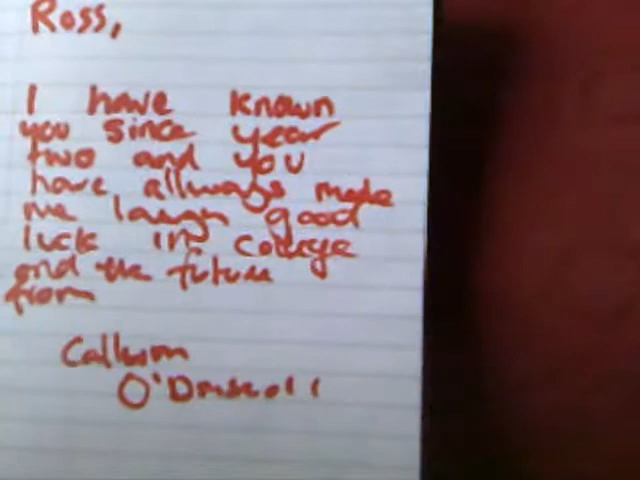 Ross,
I have known
you since year
two and you
have allways made
me laugh good
luck in college
and the future
from
Callum
O'Driscoll